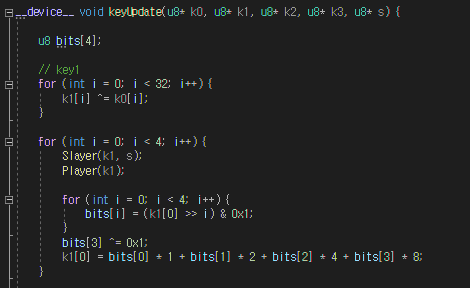 __device__ void keyUpdate(u8* k0, u8* k1, u8* k2, u8* k3, u8* s) {
u8 bits[4];
// key1
for (int i = 0; i < 32; i++) {
k1[i] ^= k0[i];
}
for (int i = 0; i < 4; i++) {
Slayer(k1, s);
Player(k1);
for (int i = 0; i < 4; i++) {
bits[i] = (k1[0] >> i) & 0x1;
}
bits[3] ^= 0x1;
k1[0] = bits[0] * 1 + bits[1] * 2 + bits[2] * 4 + bits[3] * 8;
}